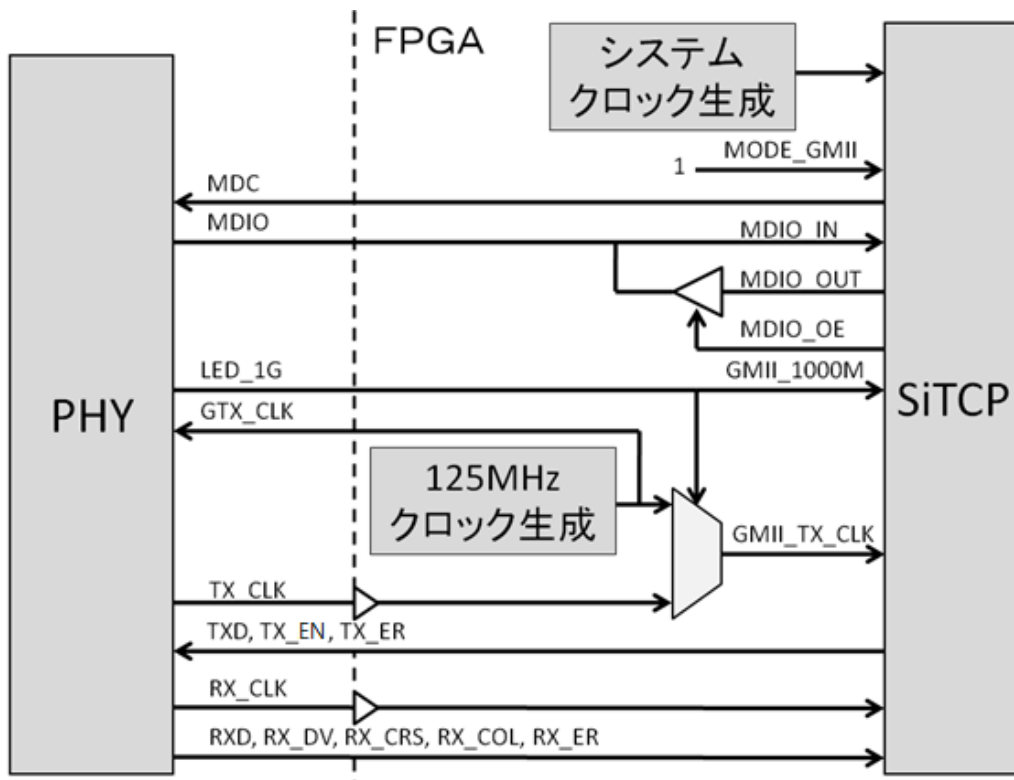 FPGA
システム
クロック生成
MODE_GMII
1
MDC
MDIO
MDIO_IN
MDIO_OUT
MDIO_OE
LED_1G
GMII_1000M
PHY
SiTCP
GTX_CLK
125MHz
クロック生成
GMII_TX_CLK
TX_CLK
TXD, TX_EN, TX_ER
RX_CLK
RXD, RX_DV, RX_CRS, RX_COL, RX_ER